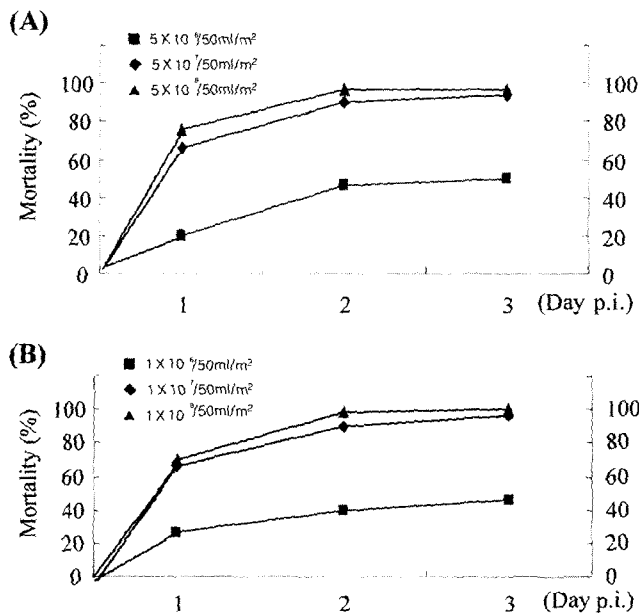 (A)
■ 5 X 10 ⁶/50ml/m²
◆ 5 X 10 ⁷/50ml/m²
▲ 5 X 10 ⁸/50ml/m²
Mortality (%)
100 100
80 80
60 60
40 40
20 20
0 0
1 2 3 (Day p.i.)
(B)
■ 1 X 10 ⁶/50ml/m²
◆ 1 X 10 ⁷/50ml/m²
▲ 1 X 10 ⁸/50ml/m²
Mortality (%)
100 100
80 80
60 60
40 40
20 20
0 0
1 2 3 (Day p.i.)